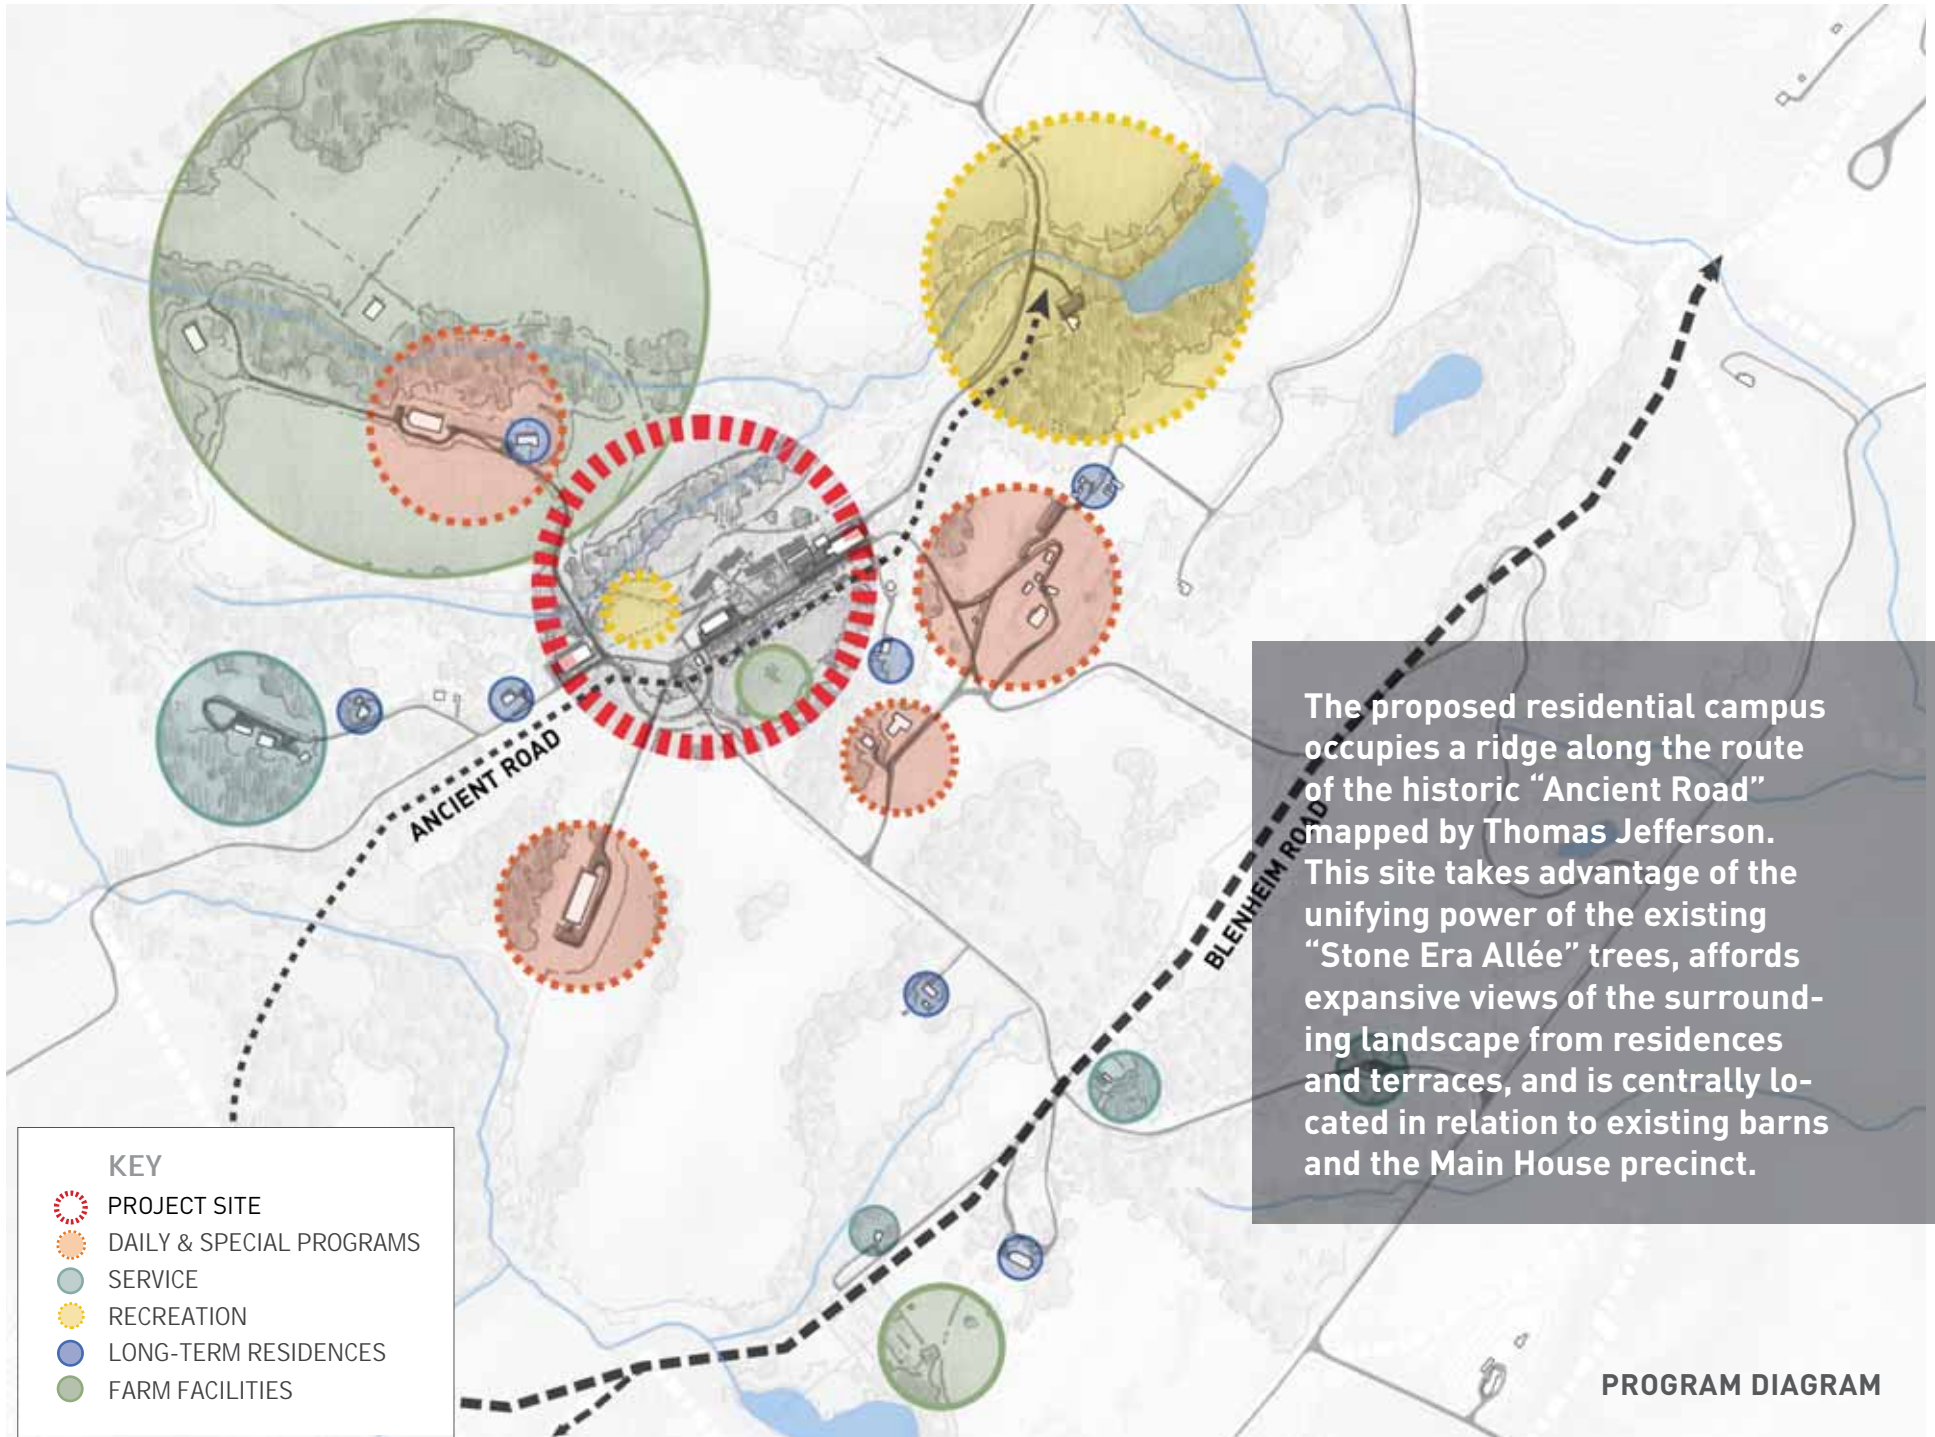 ANCIENT ROAD
BLENHEIM ROAD
The proposed residential campus
occupies a ridge along the route
of the historic “Ancient Road”
mapped by Thomas Jefferson.
This site takes advantage of the
unifying power of the existing
“Stone Era Allée” trees, affords
expansive views of the surround-
ing landscape from residences
and terraces, and is centrally lo-
cated in relation to existing barns
and the Main House precinct.
KEY
PROJECT SITE
DAILY & SPECIAL PROGRAMS
SERVICE
RECREATION
LONG-TERM RESIDENCES
FARM FACILITIES
PROGRAM DIAGRAM